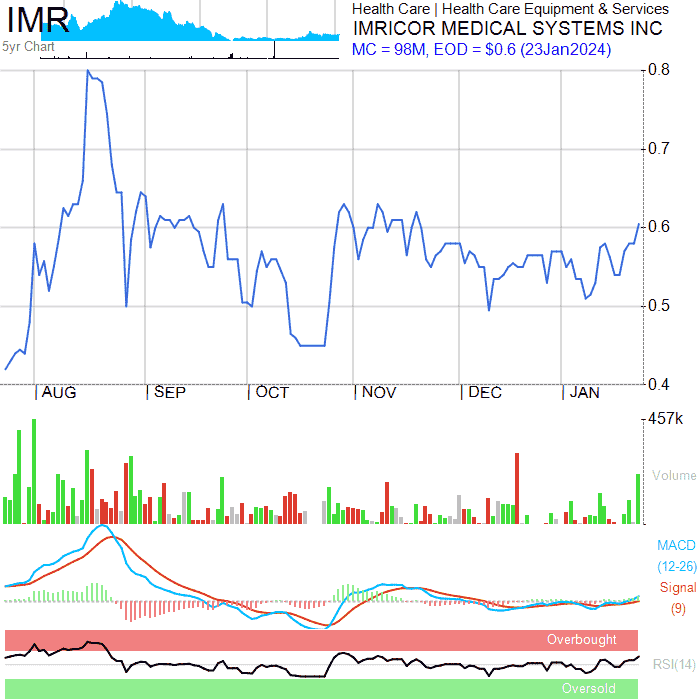 IMR
5yr Chart
Health Care | Health Care Equipment & Services
IMRICOR MEDICAL SYSTEMS INC
MC = 98M, EOD = $0.6 (23Jan2024)
0.8
0.7
0.6
0.5
0.4
AUG SEP OCT NOV DEC JAN
457k
Volume
MACD
(12-26)
Signal
(9)
Overbought
RSI(14)
Oversold